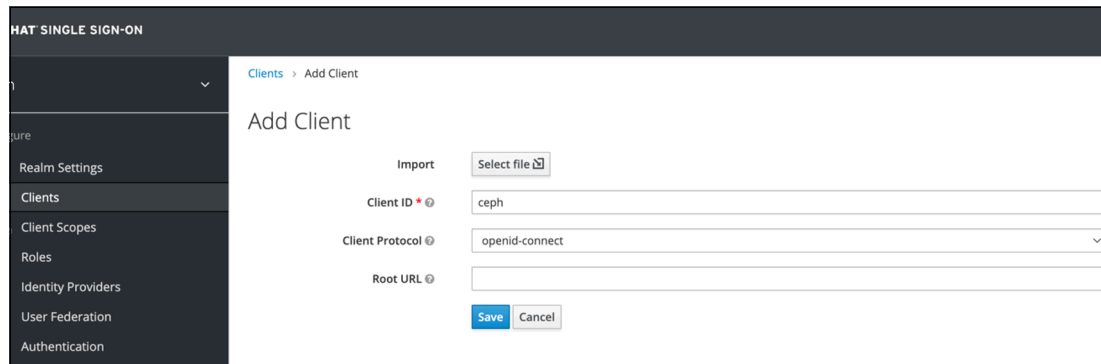 HAT SINGLE SIGN-ON
Clients > Add Client
Add Client
Import Select file
Client ID *
ceph
Client Protocol
openid-connect
Root URL
Save Cancel
gure
Realm Settings
Clients
Client Scopes
Roles
Identity Providers
User Federation
Authentication